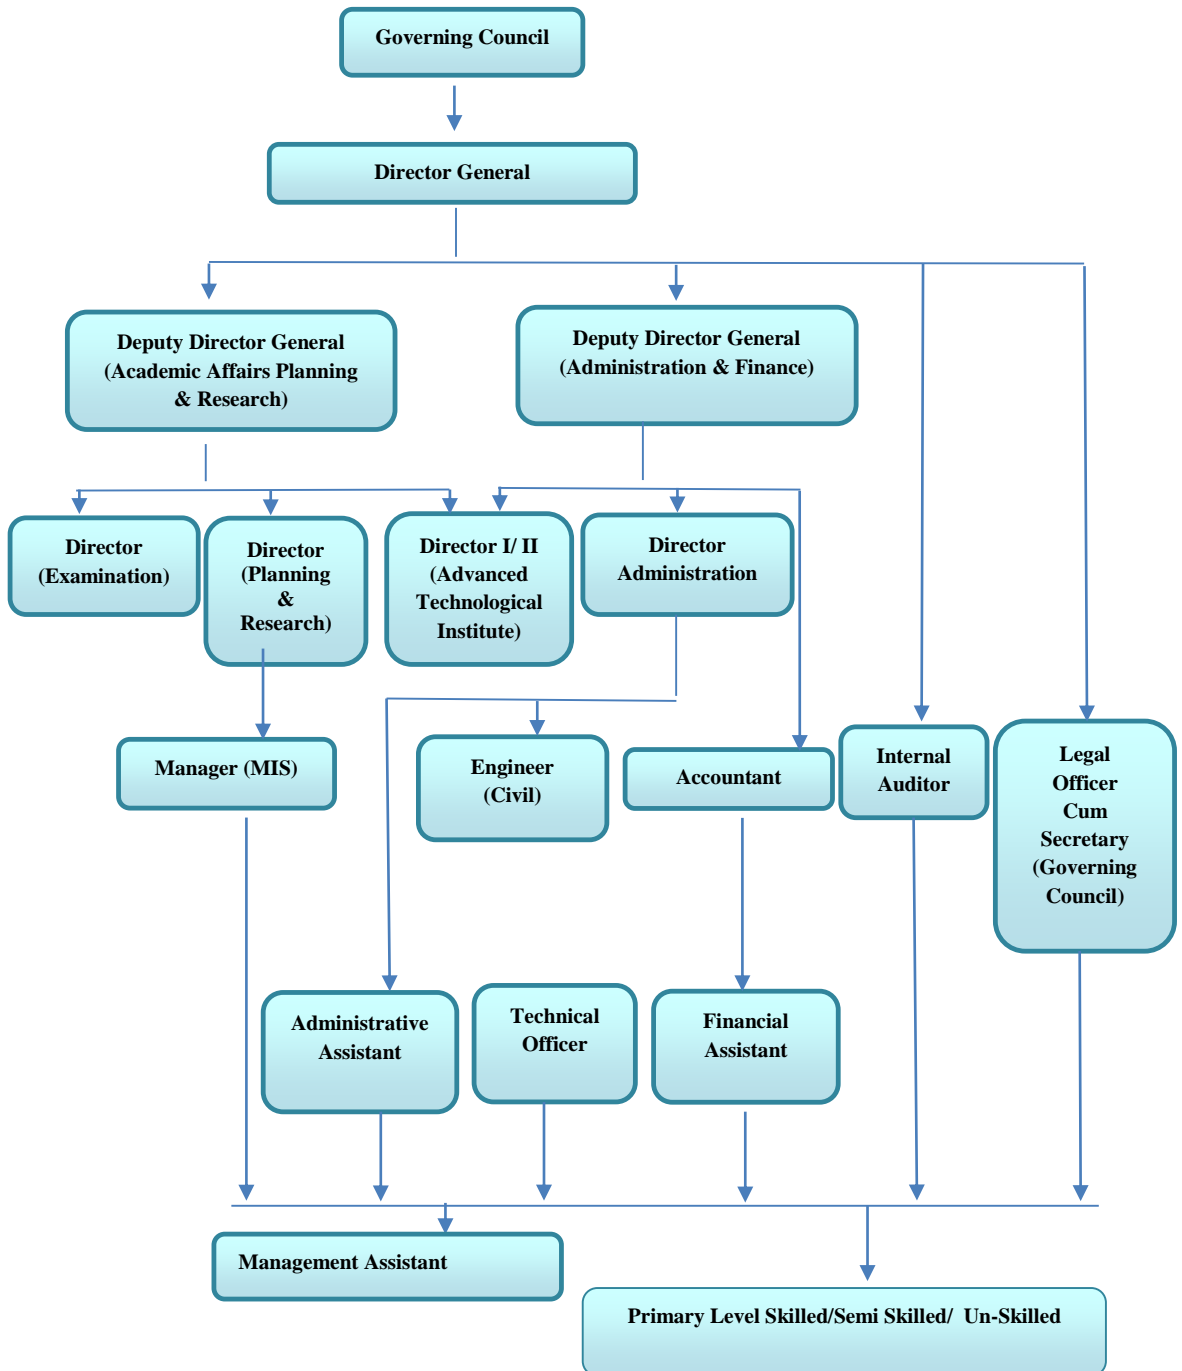 Governing Council
Director General
Deputy Director General
(Academic Affairs Planning
& Research)
Deputy Director General
(Administration & Finance)
Director
(Examination)
Director
(Planning
&
Research)
Director I/ II
(Advanced
Technological
Institute)
Director
Administration
Manager (MIS)
Engineer
(Civil)
Accountant
Internal
Auditor
Legal
Officer
Cum
Secretary
(Governing
Council)
Administrative
Assistant
Technical
Officer
Financial
Assistant
Management Assistant
Primary Level Skilled/Semi Skilled/ Un-Skilled